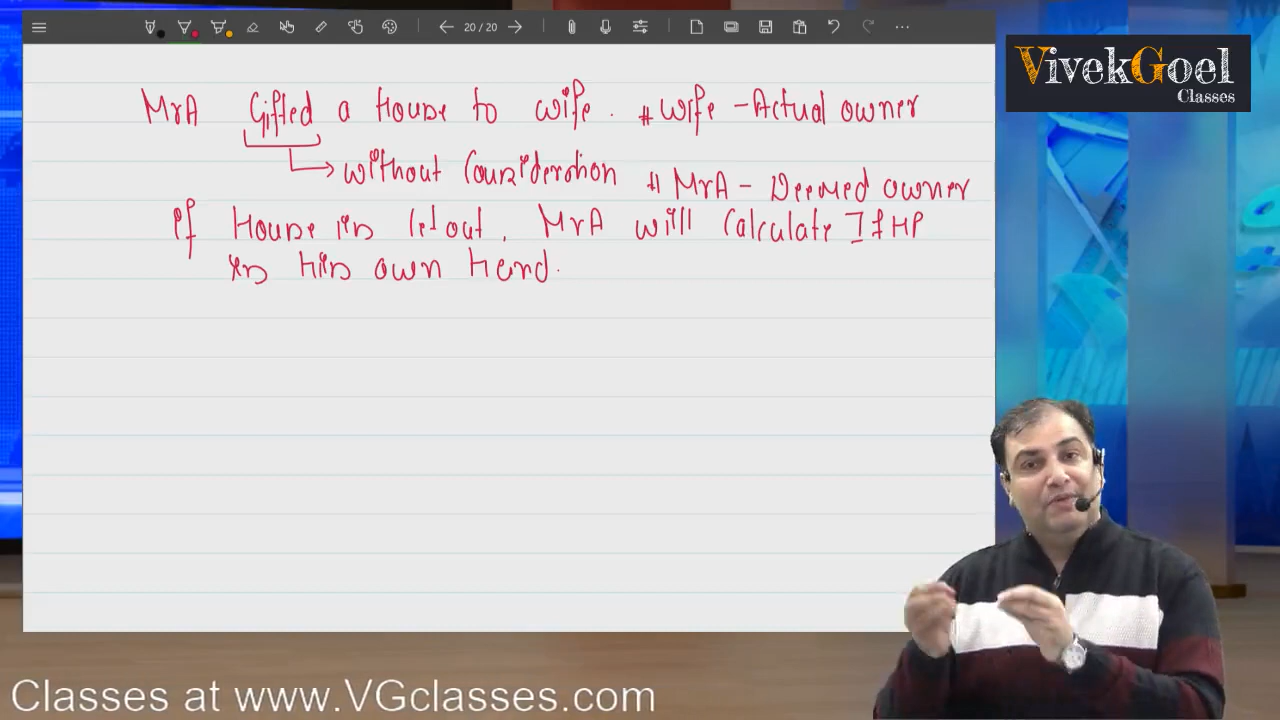 20 / 20
VivekGoel
Classes
MrA Gifted a House to wife. # Wife - Actual owner
→ without Consideration # MrA - Deemed owner
If House is let out, MrA will Calculate IFHP
in his own Hand.
Classes at www.VGclasses.com